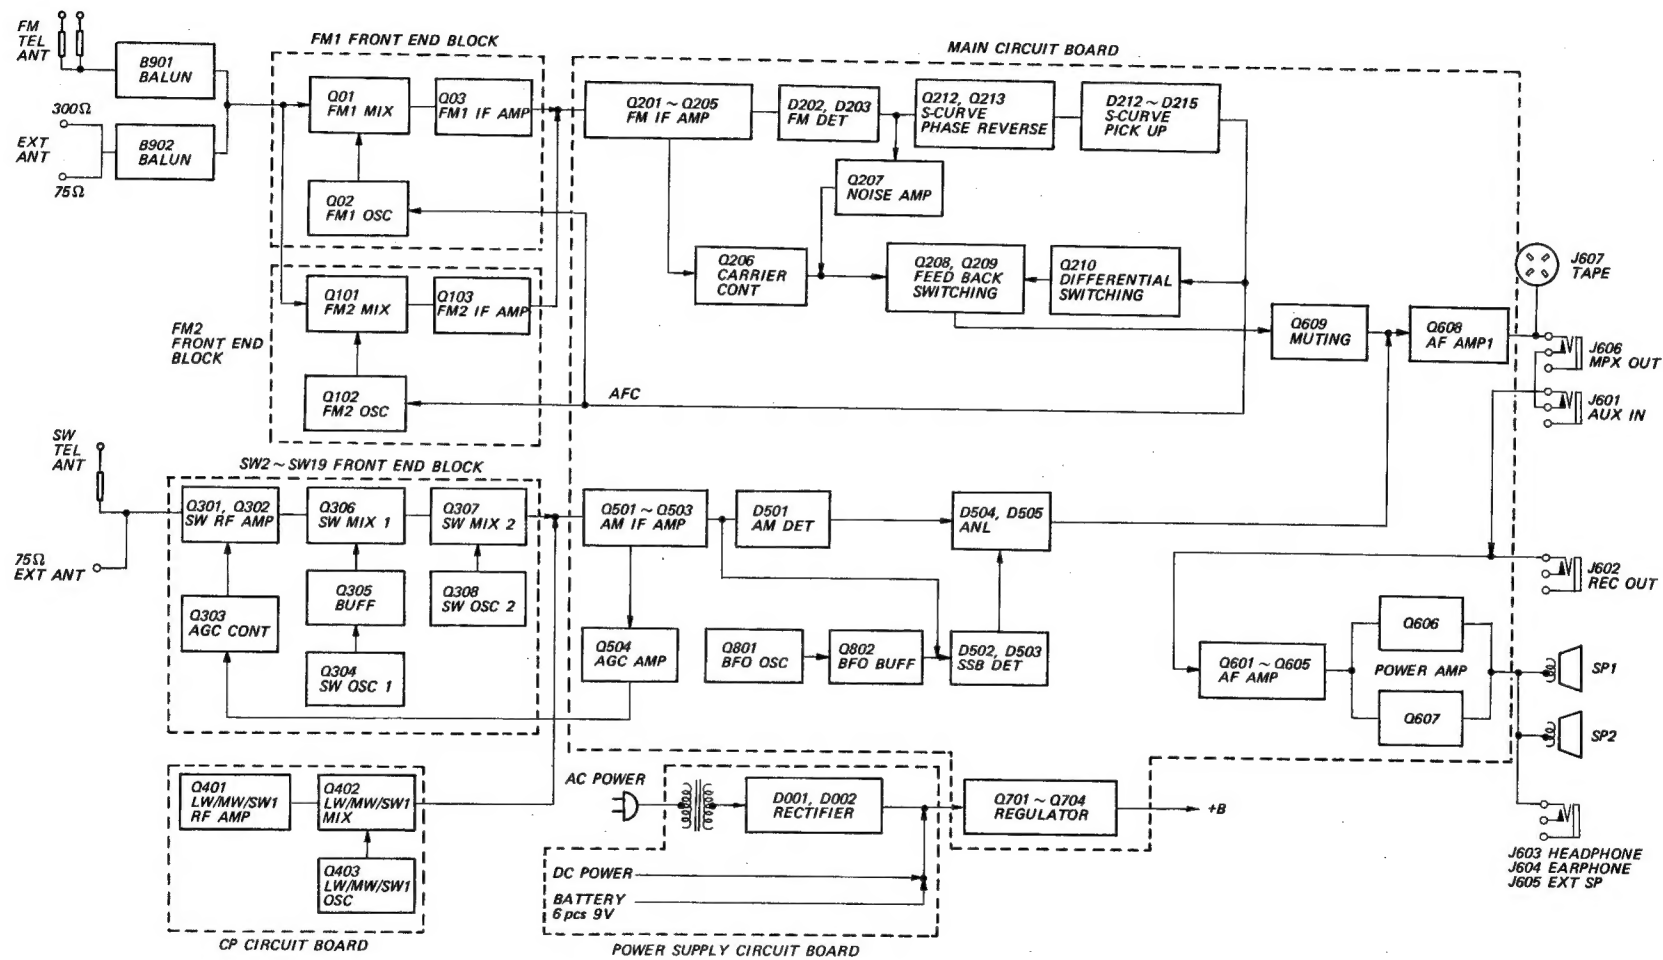 FM
TEL
ANT
B901
BALUN
300Ω
EXT
ANT
75Ω
B902
BALUN
FM1 FRONT END BLOCK
Q01
FM1 MIX
Q03
FM1 IF AMP
Q02
FM1 OSC
Q101
FM2 MIX
Q103
FM2 IF AMP
FM2
FRONT END
BLOCK
Q102
FM2 OSC
AFC
MAIN CIRCUIT BOARD
Q201 ~ Q205
FM IF AMP
D202, D203
FM DET
Q212, Q213
S-CURVE
PHASE REVERSE
D212 ~ D215
S-CURVE
PICK UP
Q207
NOISE AMP
Q206
CARRIER
CONT
Q208, Q209
FEED BACK
SWITCHING
Q210
DIFFERENTIAL
SWITCHING
Q609
MUTING
Q608
AF AMP1
J607
TAPE
J606
MPX OUT
J601
AUX IN
SW
TEL
ANT
75Ω
EXT ANT
SW2 ~ SW19 FRONT END BLOCK
Q301, Q302
SW RF AMP
Q306
SW MIX 1
Q307
SW MIX 2
Q305
BUFF
Q308
SW OSC 2
Q303
AGC CONT
Q304
SW OSC 1
Q501 ~ Q503
AM IF AMP
D501
AM DET
D504, D505
ANL
Q504
AGC AMP
Q801
BFO OSC
Q802
BFO BUFF
D502, D503
SSB DET
J602
REC OUT
Q601 ~ Q605
AF AMP
Q606
POWER AMP
Q607
SP1
SP2
J603 HEADPHONE
J604 EARPHONE
J605 EXT SP
Q401
LW/MW/SW1
RF AMP
Q402
LW/MW/SW1
MIX
Q403
LW/MW/SW1
OSC
CP CIRCUIT BOARD
AC POWER
D001, D002
RECTIFIER
Q701 ~ Q704
REGULATOR
+B
DC POWER
BATTERY
6 pcs 9V
POWER SUPPLY CIRCUIT BOARD